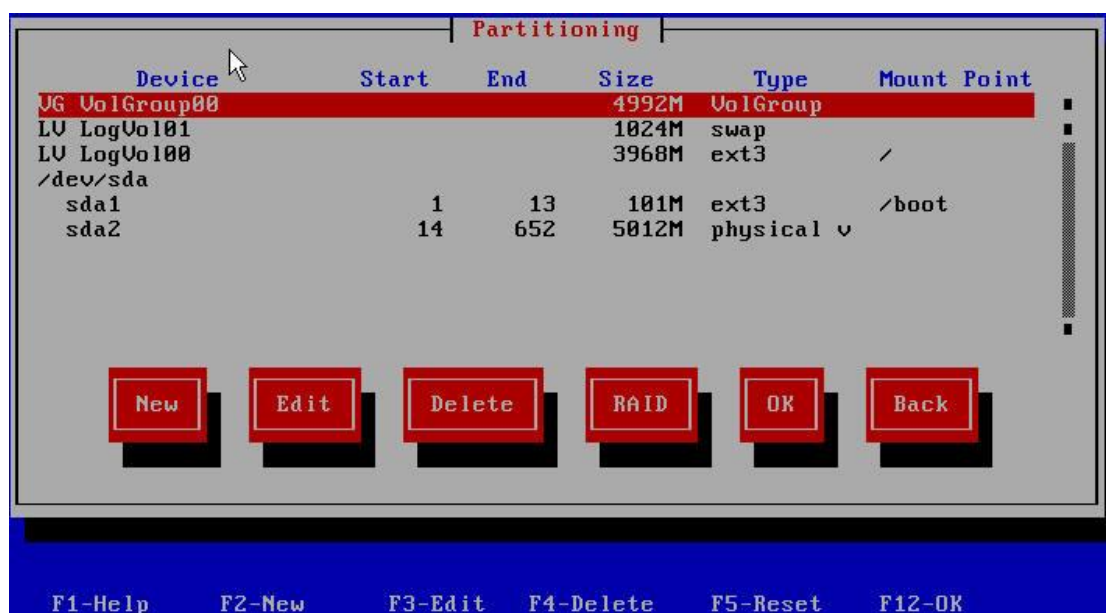 Partitioning
Device Start End Size Type Mount Point
VG VolGroup00 4992M VolGroup
LV LogVol01 1024M swap
LV LogVol00 3968M ext3 /
/dev/sda
sda1 1 13 101M ext3 /boot
sda2 14 652 5012M physical v
New Edit Delete RAID OK Back
F1-Help F2-New F3-Edit F4-Delete F5-Reset F12-OK